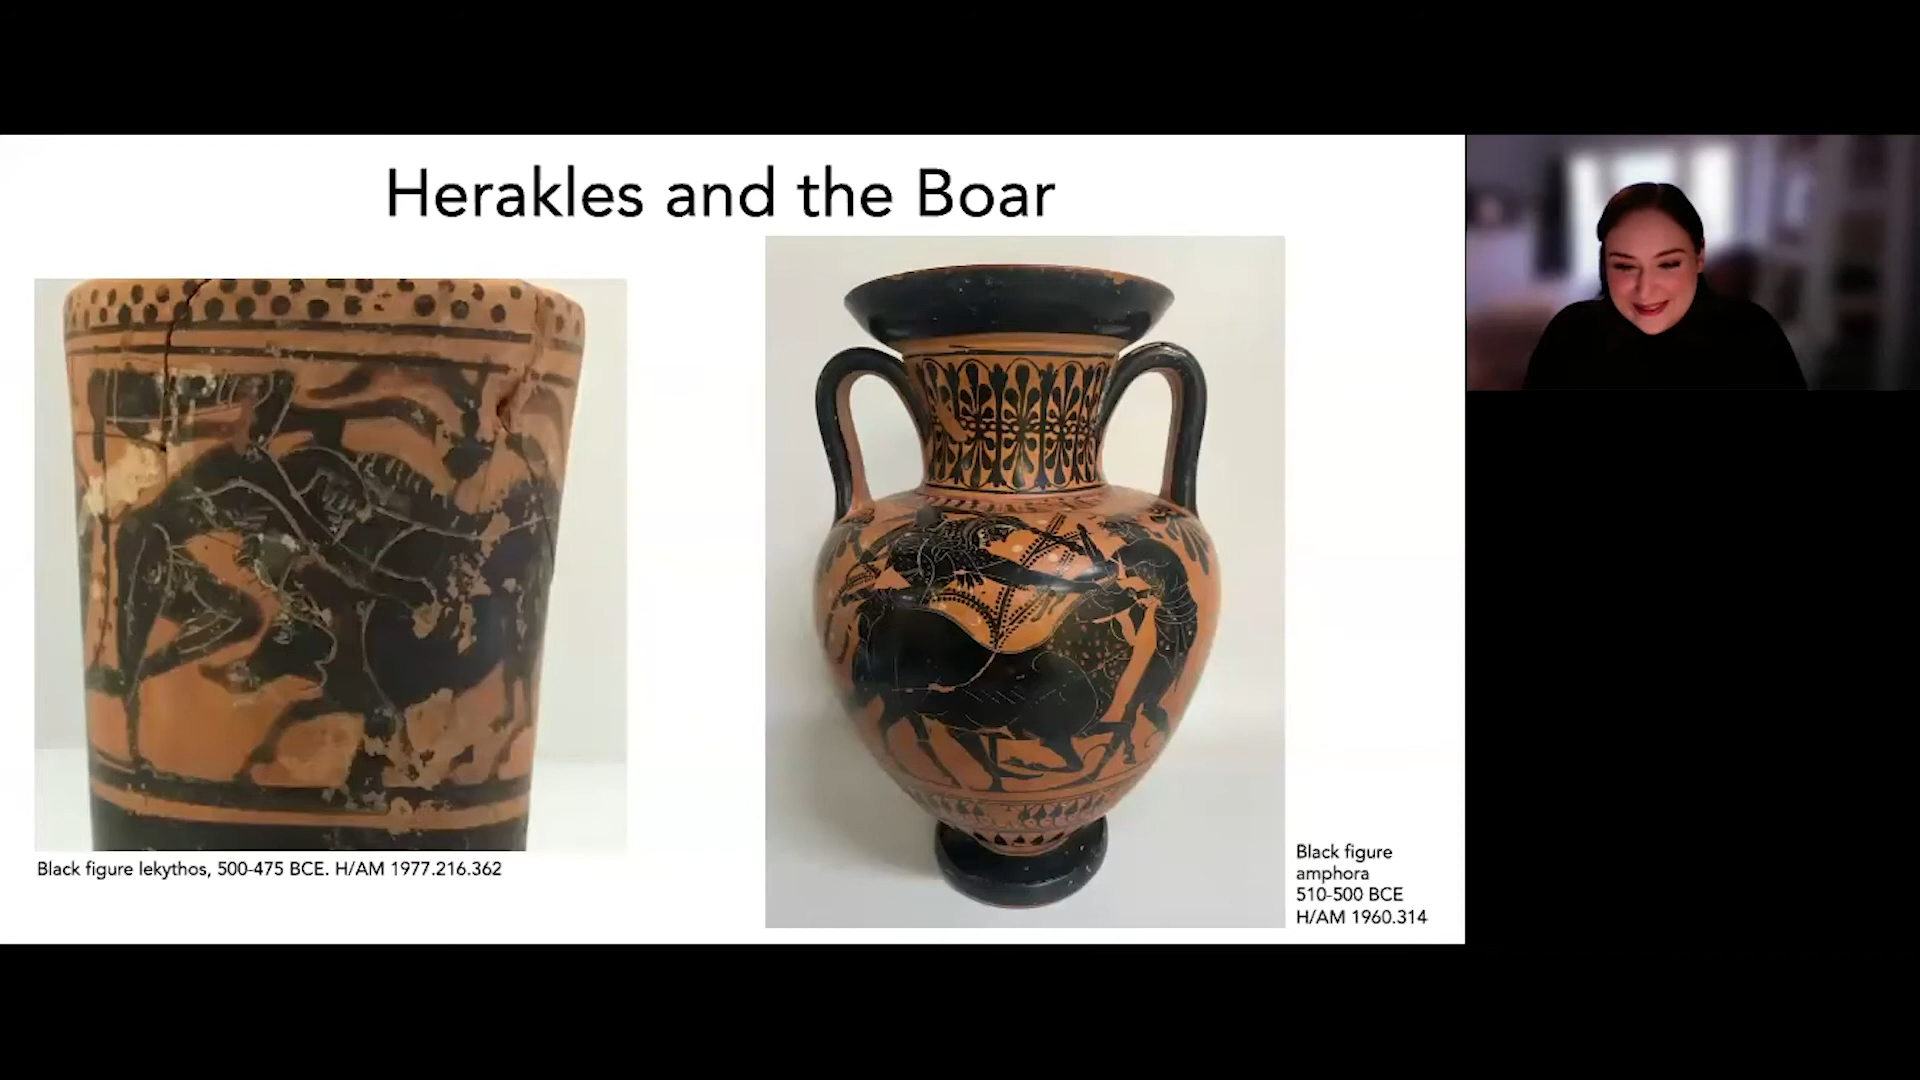 Herakles and the Boar
Black figure lekythos, 500-475 BCE. H/AM 1977.216.362
Black figure
amphora
510-500 BCE
H/AM 1960.314